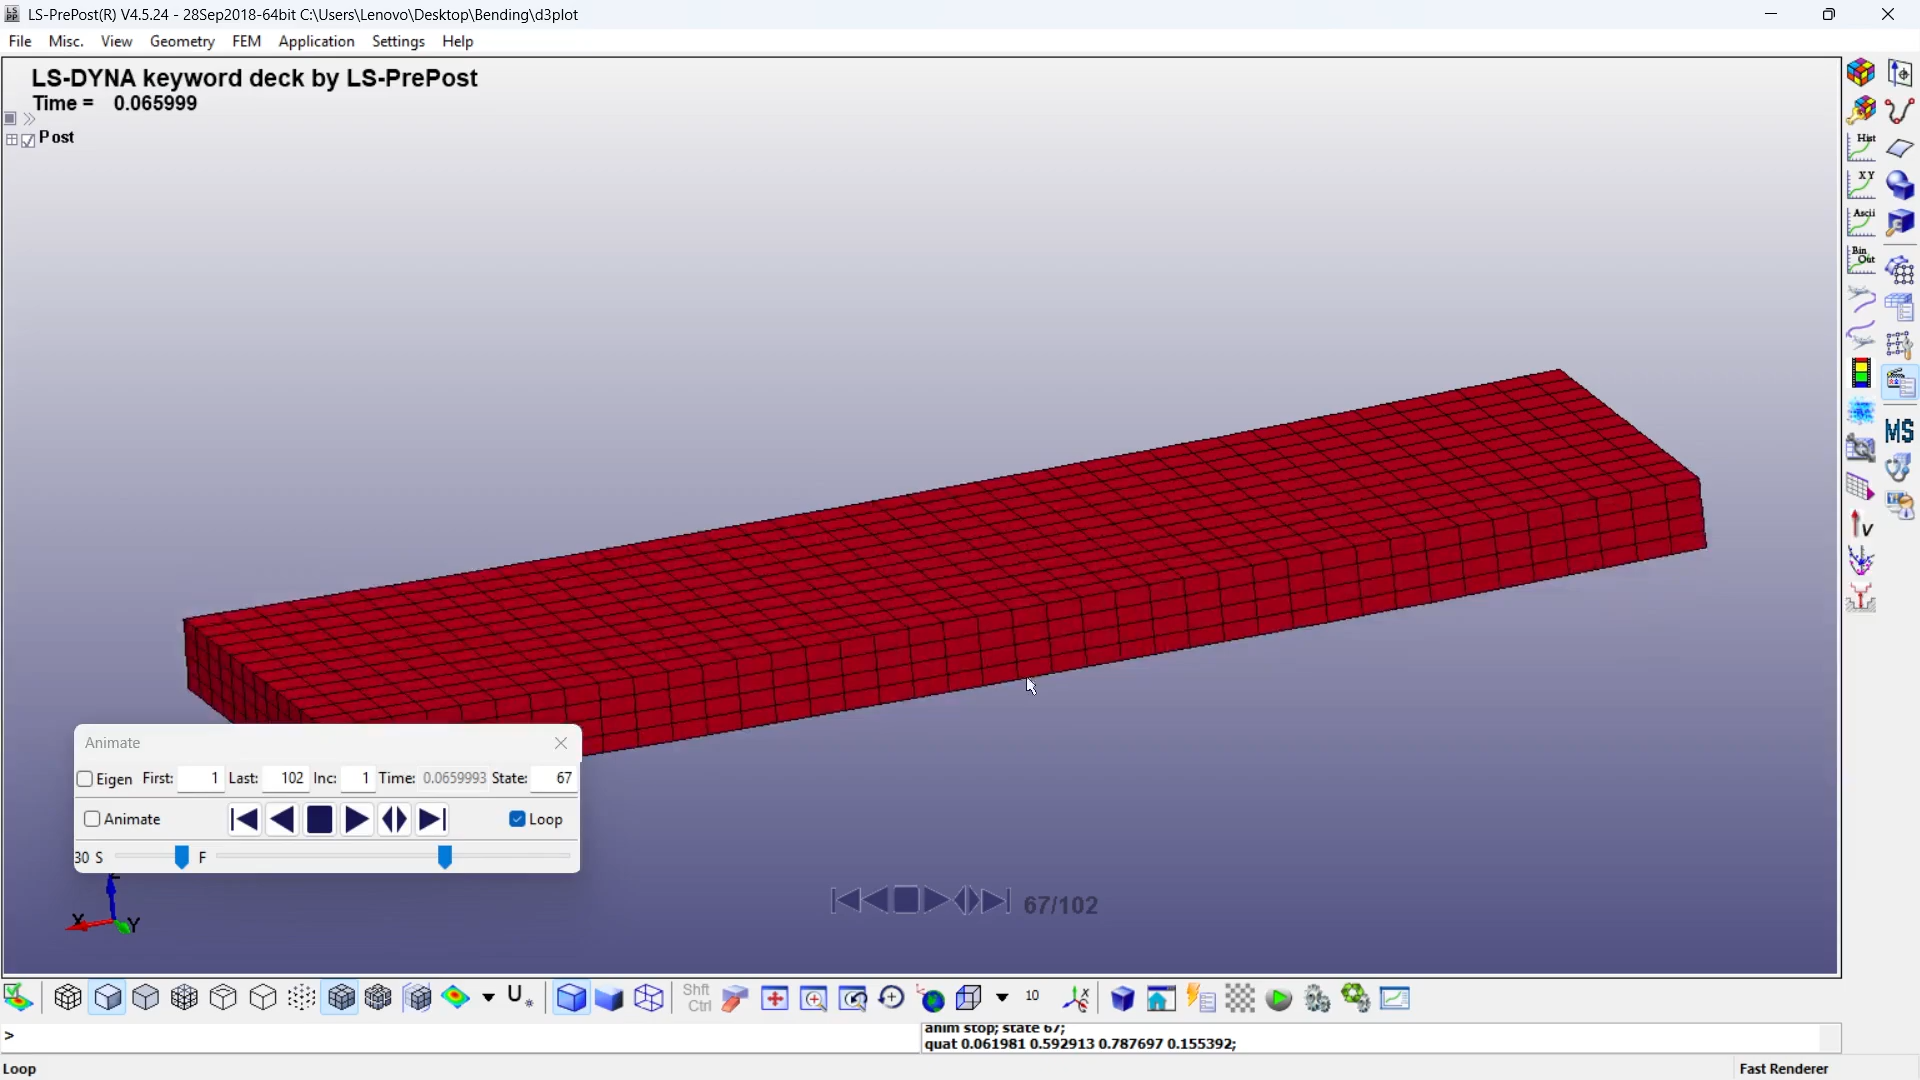 LS-PrePost(R) V4.5.24 - 28Sep2018-64bit C:\Users\Lenovo\Desktop\Bending\d3plot
File Misc. View Geometry FEM Application Settings Help
LS-DYNA keyword deck by LS-PrePost
Time = 0.065999
Post
Hist
XY
Ascii
Bin Out
MS
V
Animate
Eigen First: 1 Last: 102 Inc: 1 Time: 0.0659993 State: 67
Animate Loop
30 S F
X Y
67/102
U
Shft
Ctrl
10
>
anim stop; state 67;
quat 0.061981 0.592913 0.787697 0.155392;
Loop
Fast Renderer